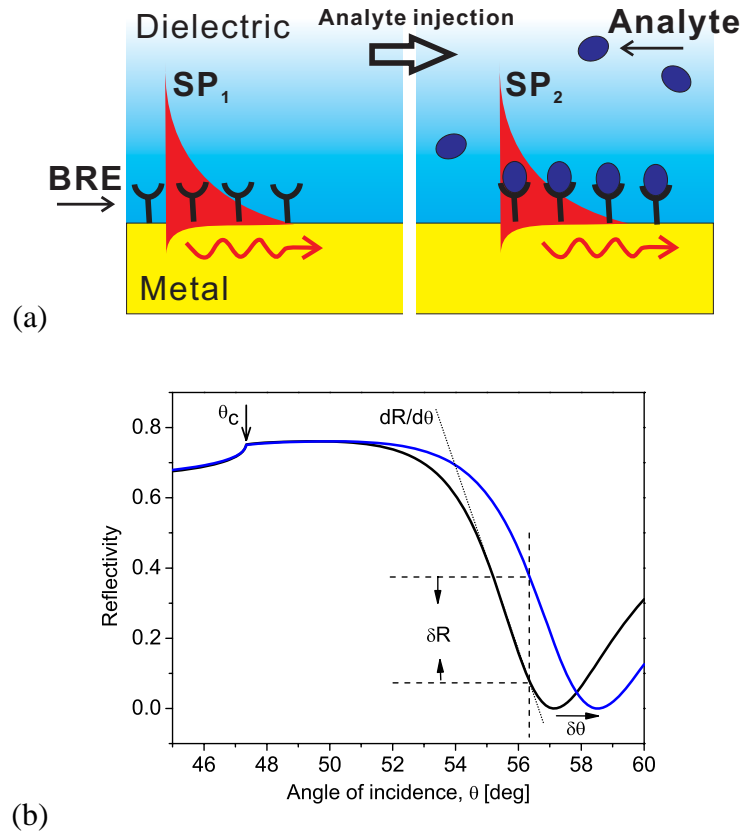 Dielectric
Analyte injection
Analyte
SP₁
SP₂
BRE
Metal
(a)
θc
dR/dθ
δR
δθ
0.8
0.6
0.4
0.2
0.0
Reflectivity
46 48 50 52 54 56 58 60
Angle of incidence, θ [deg]
(b)